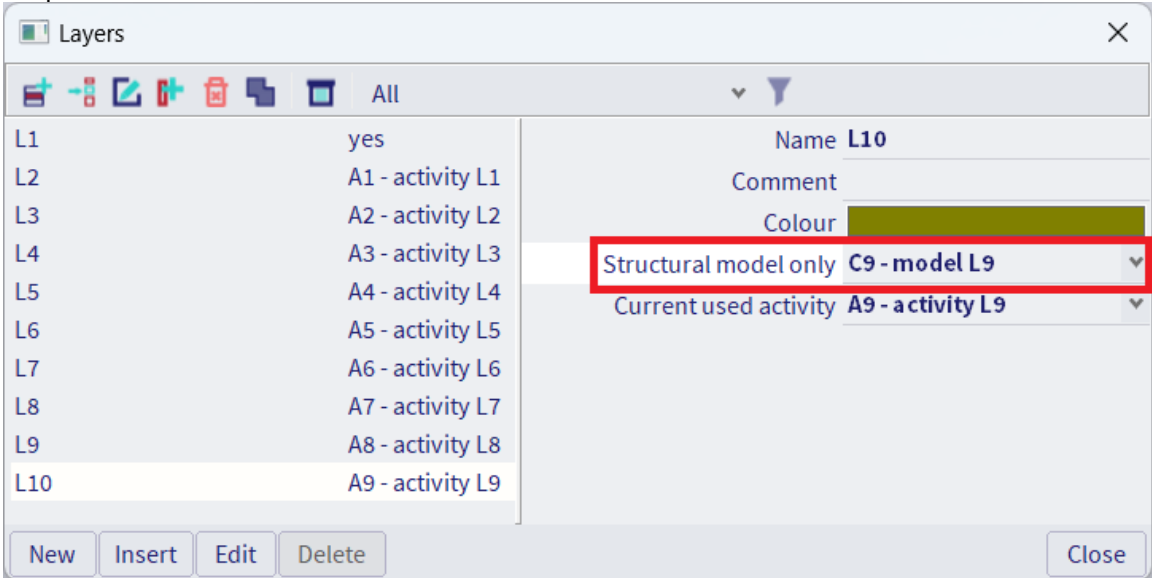 Layers
All
L1 yes
L2 A1 - activity L1
L3 A2 - activity L2
L4 A3 - activity L3
L5 A4 - activity L4
L6 A5 - activity L5
L7 A6 - activity L6
L8 A7 - activity L7
L9 A8 - activity L8
L10 A9 - activity L9
Name L10
Comment
Colour
Structural model only C9 - model L9
Current used activity A9 - activity L9
New Insert Edit Delete Close